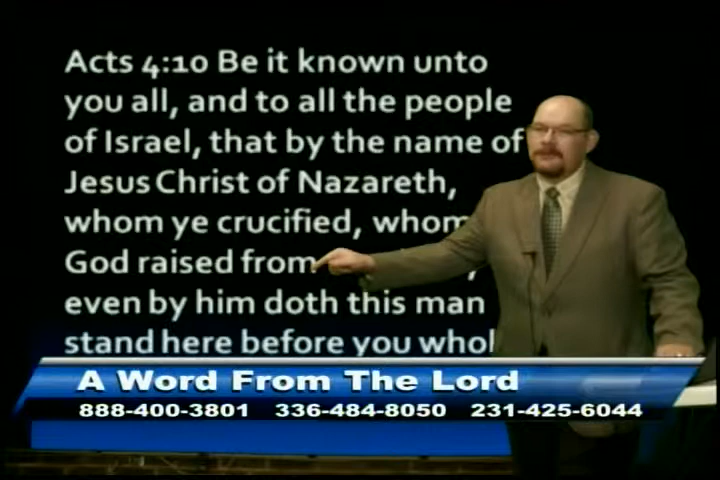 Acts 4:10 Be it known unto
you all, and to all the people
of Israel, that by the name of
Jesus Christ of Nazareth,
whom ye crucified, whom
God raised from
even by him doth this man
stand here before you whol
A Word From The Lord
888-400-3801 336-484-8050 231-425-6044